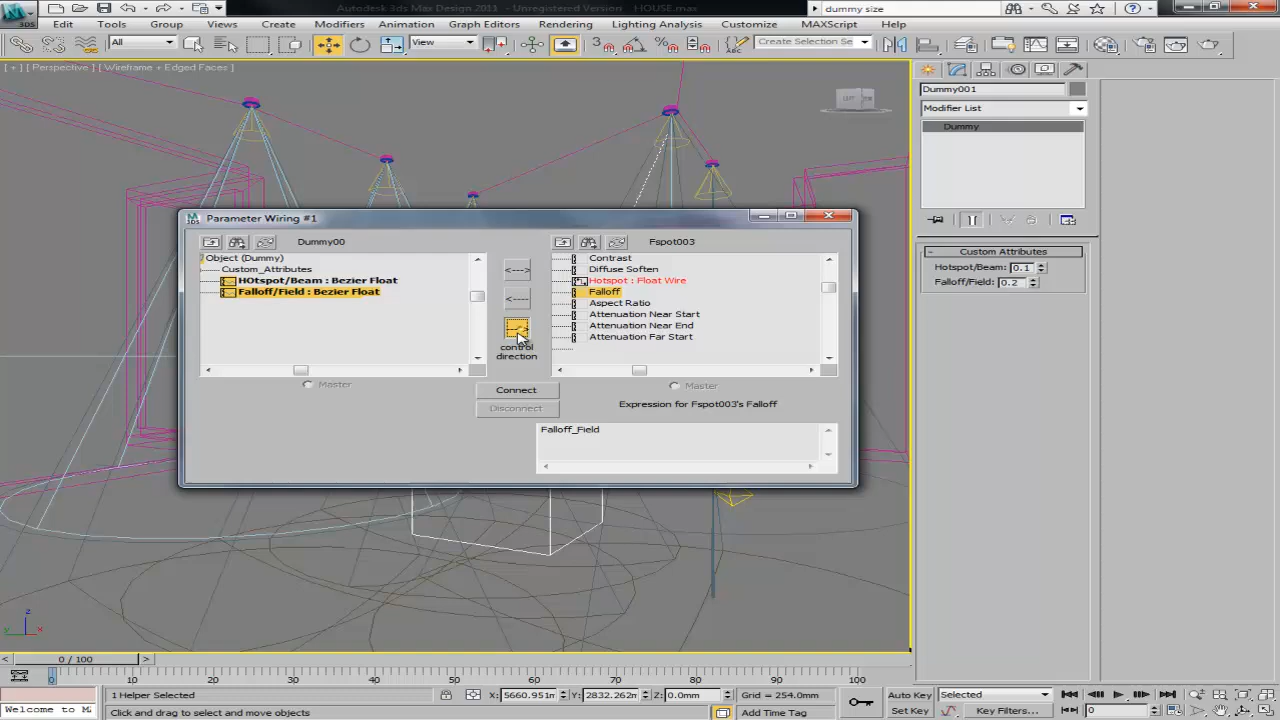 Autodesk 3ds Max Design 2011 - Unregistered Version HOUSE.max
dummy size
Edit Tools Group Views Create Modifiers Animation Graph Editors Rendering Lighting Analysis Customize MAXScript Help
All View 3 Create Selection Se
[ + ] [ Perspective ] [ Wireframe + Edged Faces ]
Dummy001
Modifier List
Dummy
Custom Attributes
Hotspot/Beam: 0.1
Falloff/Field: 0.2
Parameter Wiring #1
Dummy00 Fspot003
Object (Dummy)
Custom_Attributes
HOtspot/Beam : Bezier Float
Falloff/Field : Bezier Float
<--->
<----
control
direction
Contrast
Diffuse Soften
Hotspot : Float Wire
Falloff
Aspect Ratio
Attenuation Near Start
Attenuation Near End
Attenuation Far Start
Master Master
Connect
Disconnect
Expression for Fspot003's Falloff
Falloff_Field
z
y x
0 / 100
0 10 20 30 40 50 60 70 80 90 100
1 Helper Selected X: 5660.951m Y: 2832.262m Z: 0.0mm Grid = 254.0mm Auto Key Selected
Welcome to MA Click and drag to select and move objects Add Time Tag Set Key Key Filters... 0